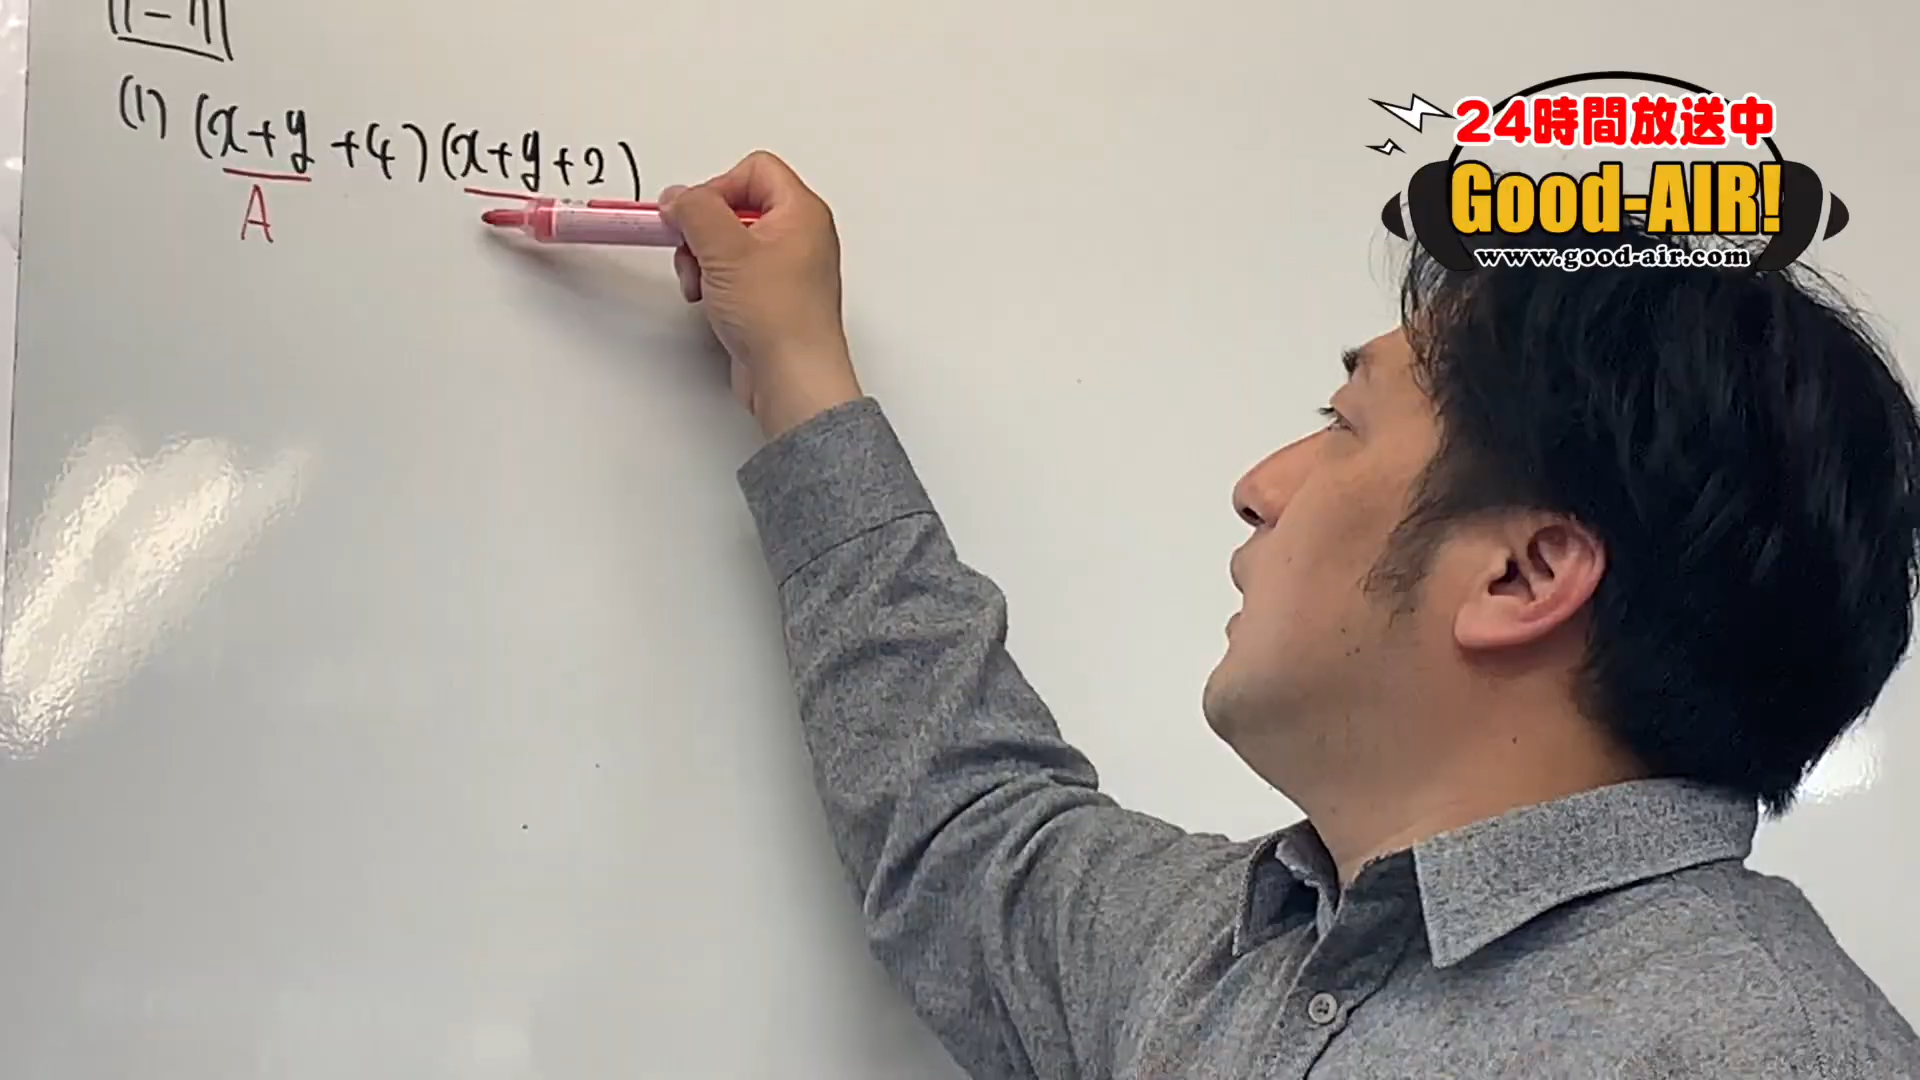 (1) (x+y+4)(x+y+2)
A
24時間放送中
Good-AIR!
www.good-air.com